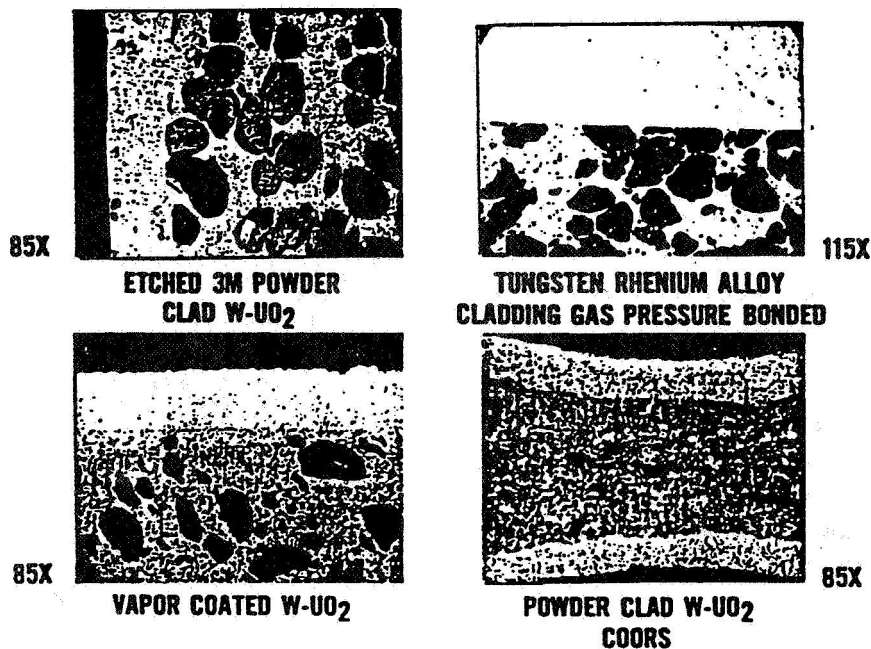 85X
ETCHED 3M POWDER
CLAD W-UO2
115X
TUNGSTEN RHENIUM ALLOY
CLADDING GAS PRESSURE BONDED
85X
VAPOR COATED W-UO2
85X
POWDER CLAD W-UO2
COORS